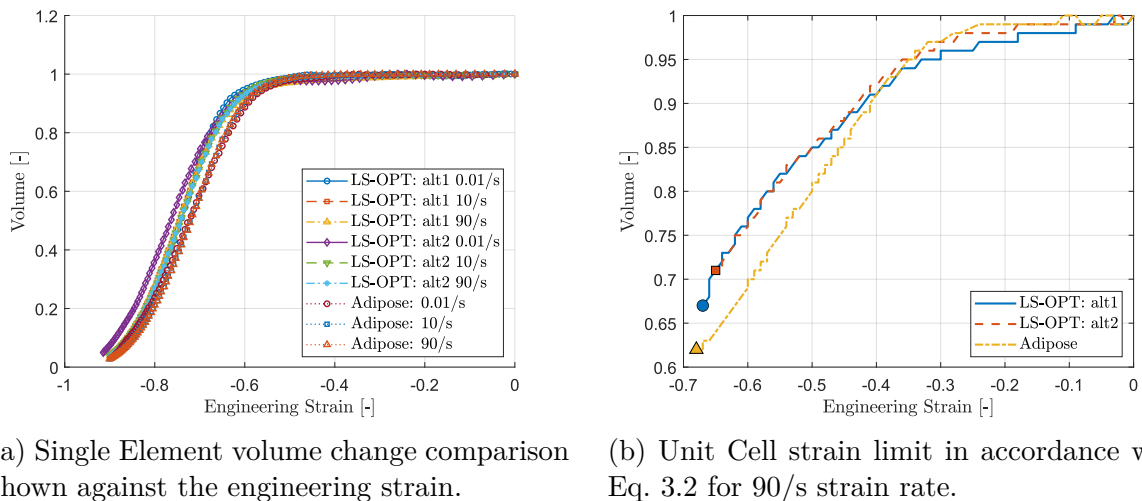 1.2
1
0.8
0.6
0.4
0.2
0
Volume [-]
-1
-0.8
-0.6
-0.4
-0.2
0
Engineering Strain [-]
LS-OPT: alt1 0.01/s
LS-OPT: alt1 10/s
LS-OPT: alt1 90/s
LS-OPT: alt2 0.01/s
LS-OPT: alt2 10/s
LS-OPT: alt2 90/s
Adipose: 0.01/s
Adipose: 10/s
Adipose: 90/s
a) Single Element volume change comparison
hown against the engineering strain.
1
0.95
0.9
0.85
0.8
0.75
0.7
0.65
0.6
Volume [-]
-0.7
-0.6
-0.5
-0.4
-0.3
-0.2
-0.1
0
Engineering Strain [-]
LS-OPT: alt1
LS-OPT: alt2
Adipose
(b) Unit Cell strain limit in accordance w
Eq. 3.2 for 90/s strain rate.